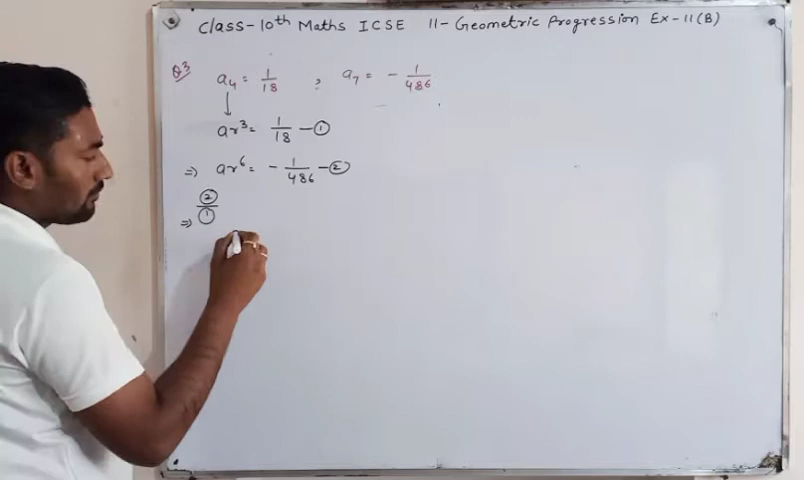 Class-10th Maths ICSE 11-Geometric Progression Ex-11(B)
Q3 a₄ = 1/18 , a₇ = - 1/486
↓
ar³ = 1/18 - ①
⇒ ar⁶ = - 1/486 - ②
⇒ ②/①